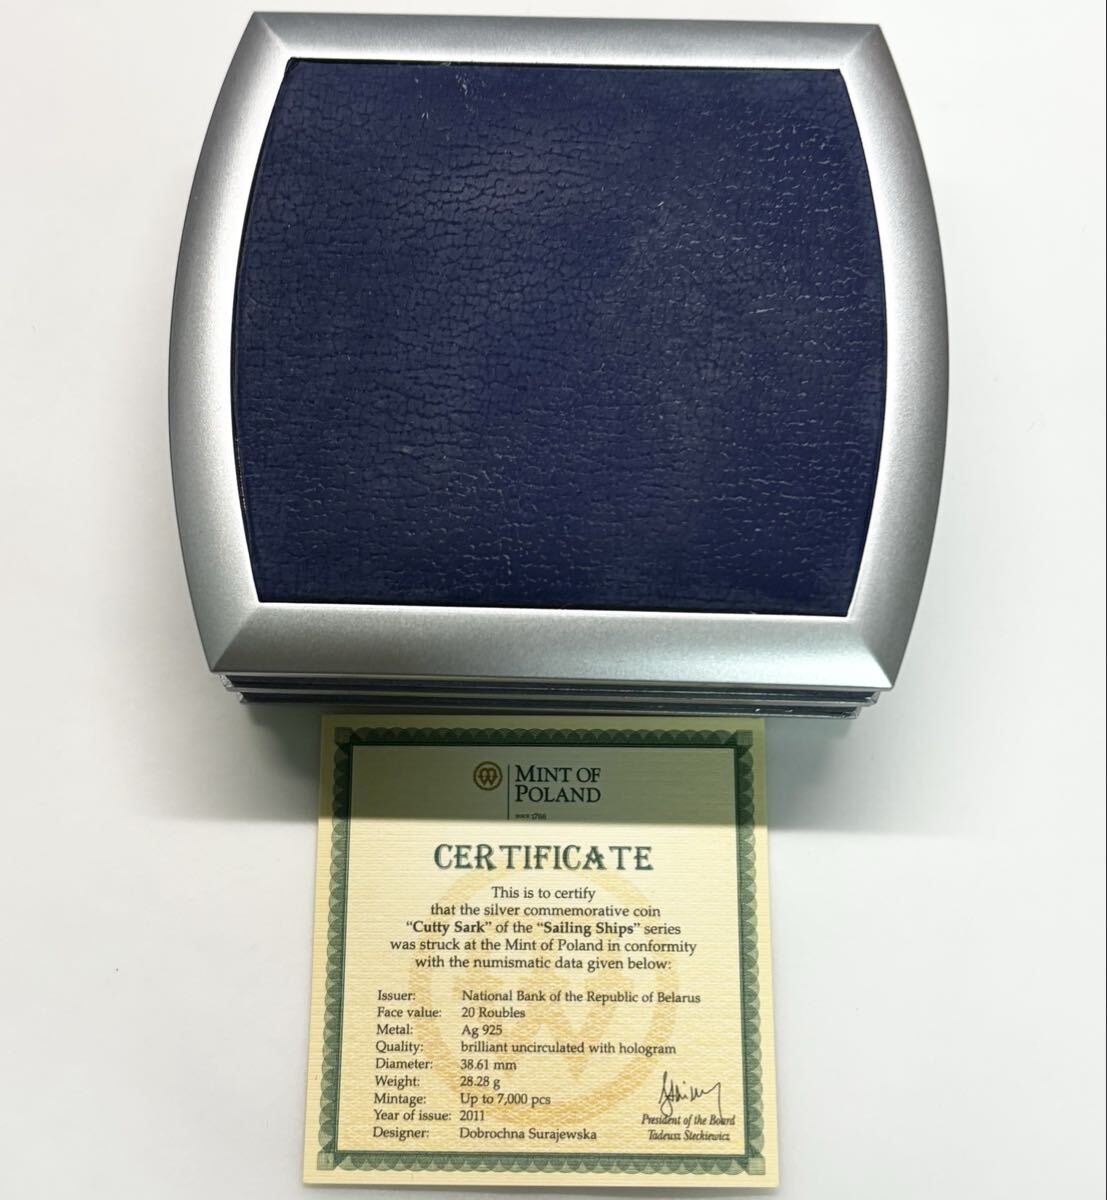 MINT OF
POLAND
SINCE 1766
CERTIFICATE
This is to certify
that the silver commemorative coin
"Cutty Sark" of the "Sailing Ships" series
was struck at the Mint of Poland in conformity
with the numismatic data given below:
Issuer: National Bank of the Republic of Belarus
Face value: 20 Roubles
Metal: Ag 925
Quality: brilliant uncirculated with hologram
Diameter: 38.61 mm
Weight: 28.28 g
Mintage: Up to 7,000 pcs
Year of issue: 2011
Designer: Dobrochna Surajewska
President of the Board
Tadeusz Steckiewicz